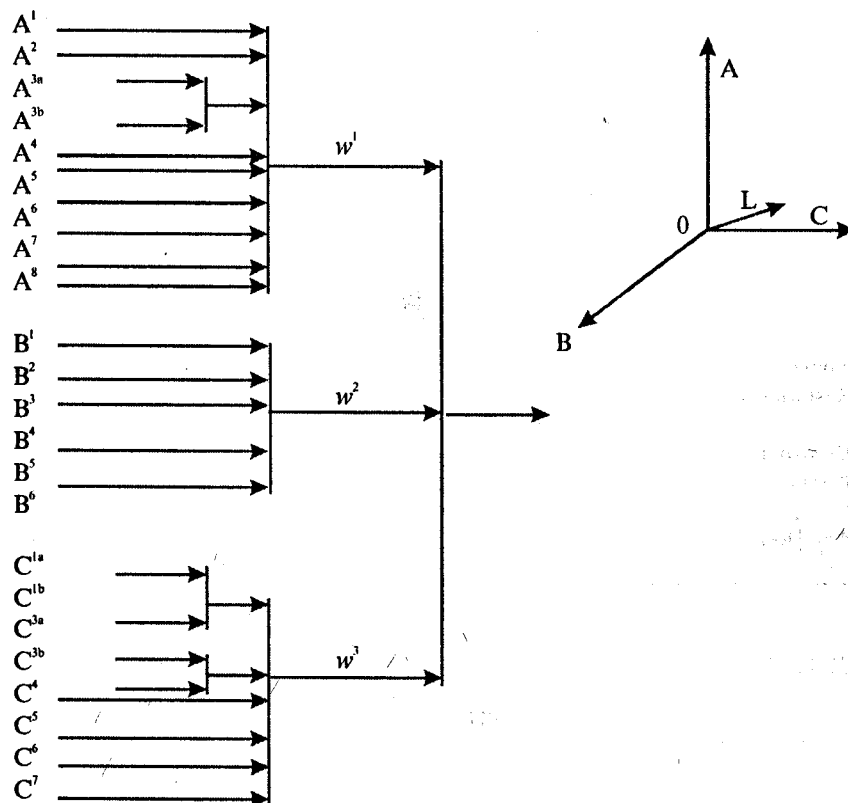 A¹
A²
A³ᵃ
A³ᵇ
A⁴
A⁵
A⁶
A⁷
A⁸
w¹
B¹
B²
B³
B⁴
B⁵
B⁶
w²
C¹ᵃ
C¹ᵇ
C³ᵃ
C³ᵇ
C⁴
C⁵
C⁶
C⁷
w³
A
L
C
0
B